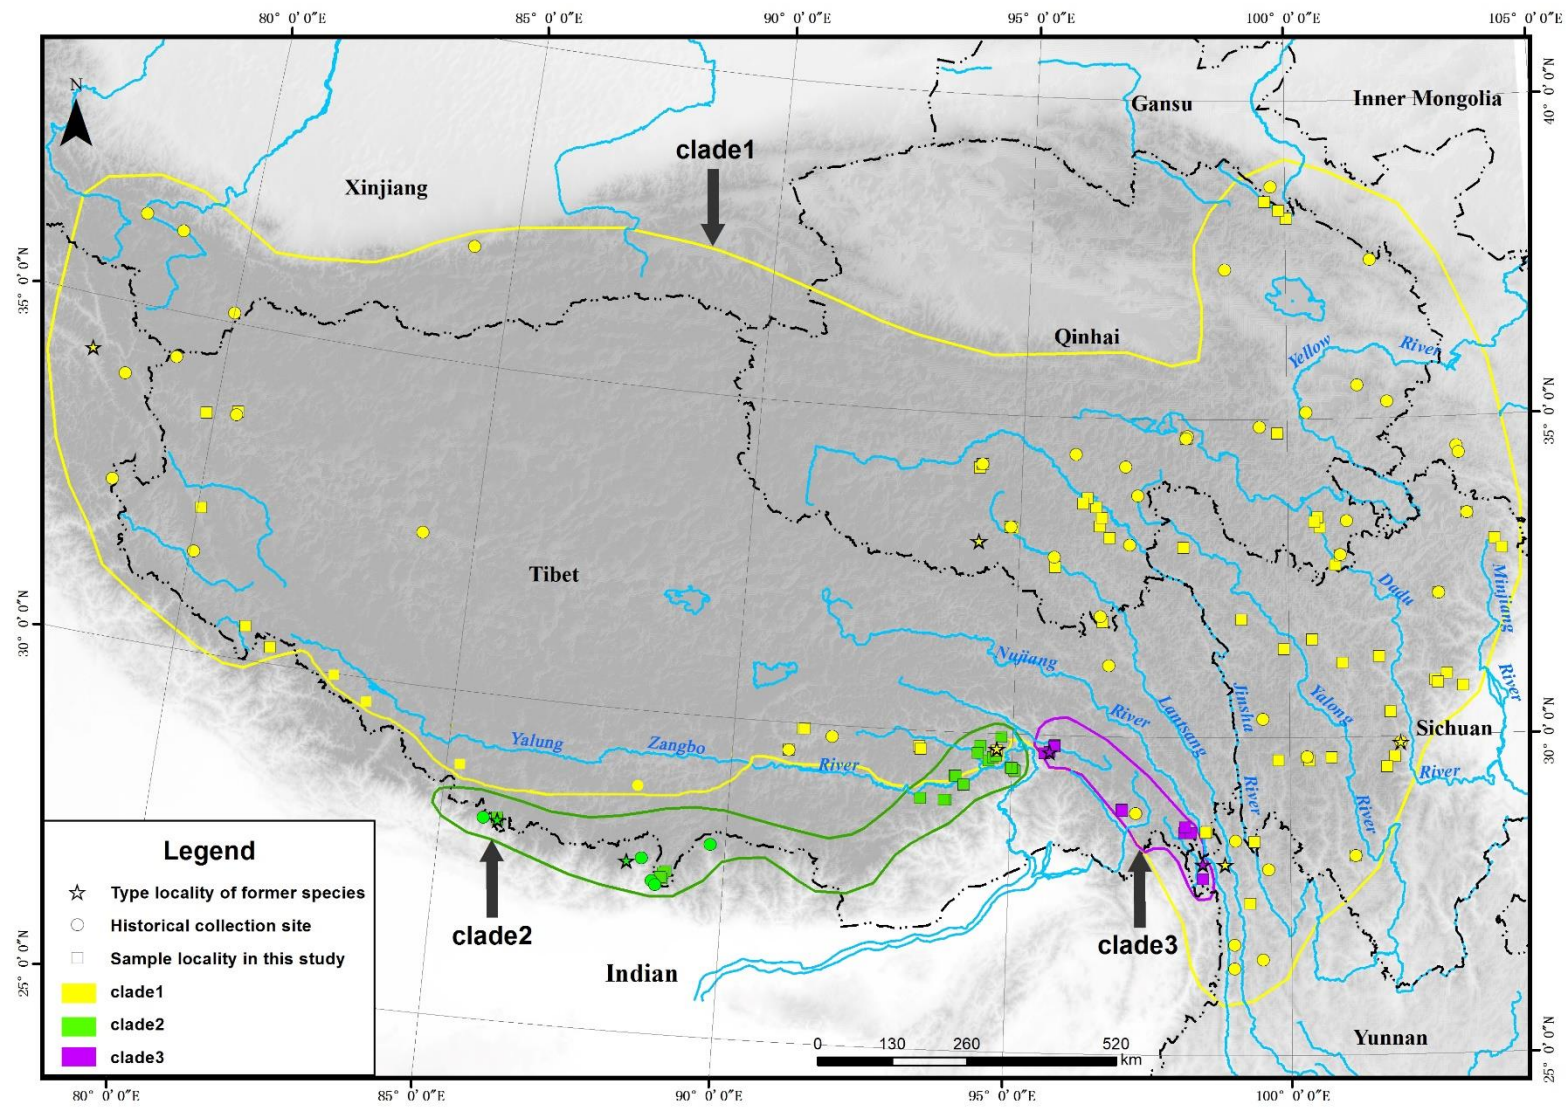 80° 0′0″E 85° 0′0″E 90° 0′0″E 95° 0′0″E 100° 0′0″E 105° 0′0″E
N
Inner Mongolia
Gansu
40° 0′0″N
clade1
Xinjiang
35° 0′0″N
Qinhai
Yellow
River
35° 0′0″N
Tibet
Dadu
Minjiang
River
30° 0′0″N
Nujiang
River
Lantsang
River
Jinsha
Yalong
River
Sichuan
River
30° 0′0″N
Yalung Zangbo
River
Legend
Type locality of former species
Historical collection site
Sample locality in this study
clade1
clade2
clade3
clade2
clade3
Indian
25° 0′0″N
Yunnan
25° 0′0″N
0 130 260 520
km
80° 0′0″E 85° 0′0″E 90° 0′0″E 95° 0′0″E 100° 0′0″E